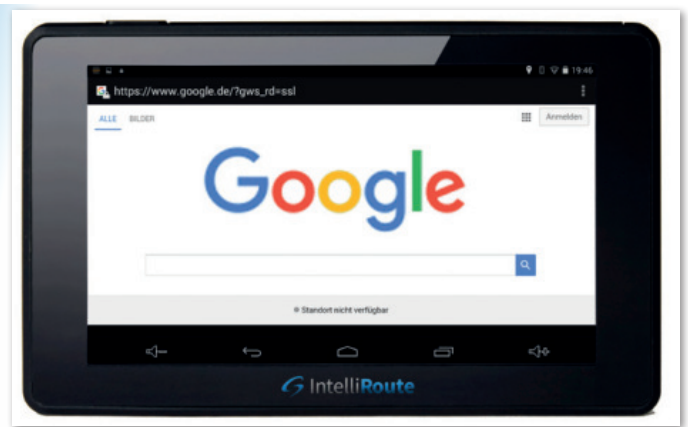 19:46
https://www.google.de/?gws_rd=ssl
ALLE BILDER
Anmelden
Google
Standort nicht verfügbar
IntelliRoute